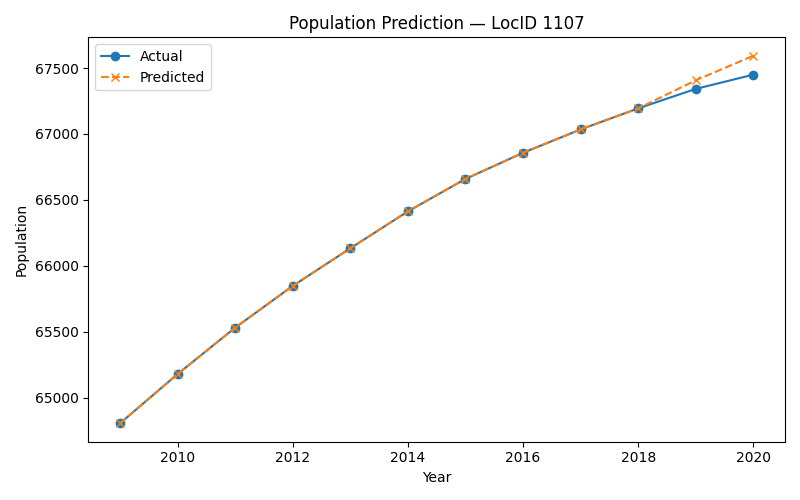 Population Prediction — LocID 1107
Actual
Predicted
67500
67000
66500
66000
65500
65000
Population
2010
2012
2014
2016
2018
2020
Year